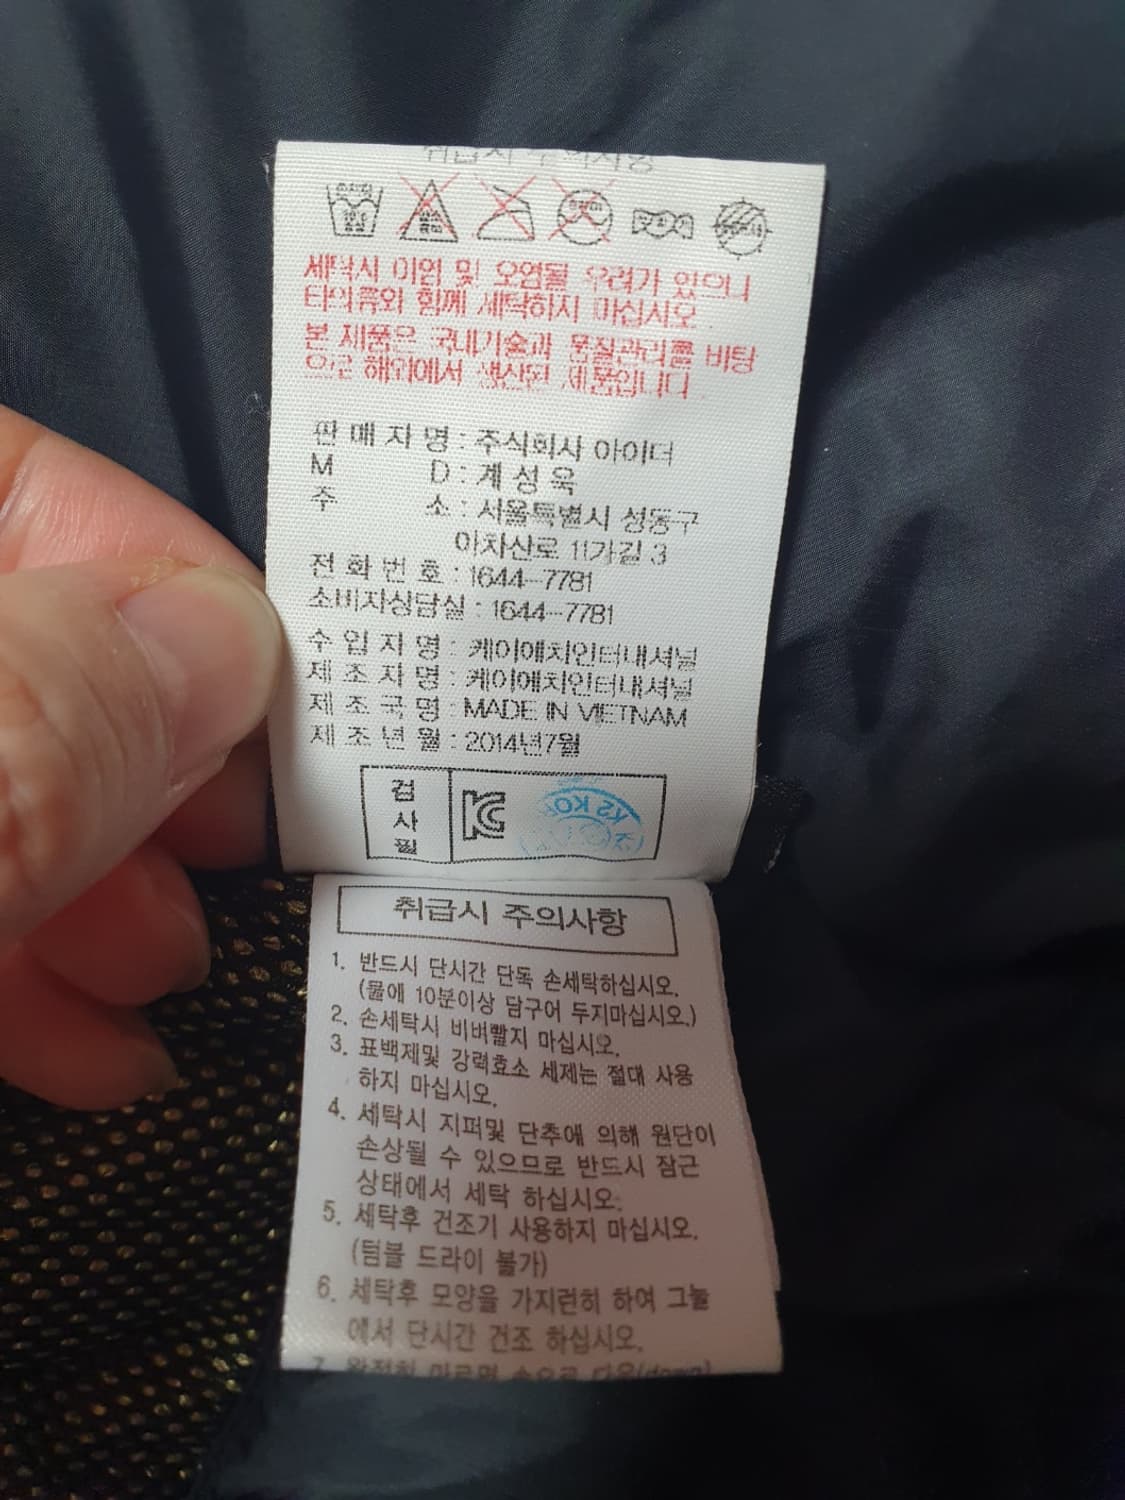 취급시 주의사항
세탁시 이염 및 오염될 우려가 있으니
타의류와 함께 세탁하지 마십시오
본 제품은 국내기술과 품질관리를 바탕
으로 해외에서 생산된 제품입니다.
판 매 자 명 : 주식회사 아이더
M D : 계성욱
주 소 : 서울특별시 성동구
아차산로 11가길 3
전 화 번 호 : 1644-7781
소비자상담실 : 1644-7781
수 입 자 명 : 케이에치인터내셔널
제 조 자 명 : 케이에치인터내셔널
제 조 국 명 : MADE IN VIETNAM
제 조 년 월 : 2014년7월
검
사
필
취급시 주의사항
1. 반드시 단시간 단독 손세탁하십시오.
(물에 10분이상 담구어 두지마십시오.)
2. 손세탁시 비벼빨지 마십시오.
3. 표백제및 강력효소 세제는 절대 사용
하지 마십시오.
4. 세탁시 지퍼및 단추에 의해 원단이
손상될 수 있으므로 반드시 잠근
상태에서 세탁 하십시오.
5. 세탁후 건조기 사용하지 마십시오.
(텀블 드라이 불가)
6. 세탁후 모양을 가지런히 하여 그늘
에서 단시간 건조 하십시오.
7. 완전히 마르면 손으로 다운(down)